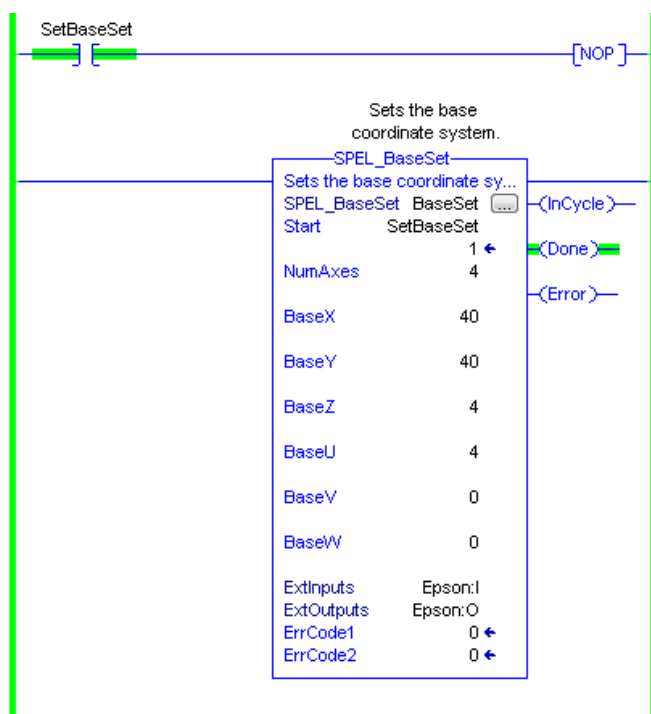 SetBaseSet
NOP
Sets the base
coordinate system.
SPEL_BaseSet
Sets the base coordinate sy...
SPEL_BaseSet BaseSet ... (InCycle)
Start SetBaseSet
1 (Done)
NumAxes 4
(Error)
BaseX 40
BaseY 40
BaseZ 4
BaseU 4
BaseV 0
BaseW 0
ExtInputs Epson:I
ExtOutputs Epson:O
ErrCode1 0
ErrCode2 0